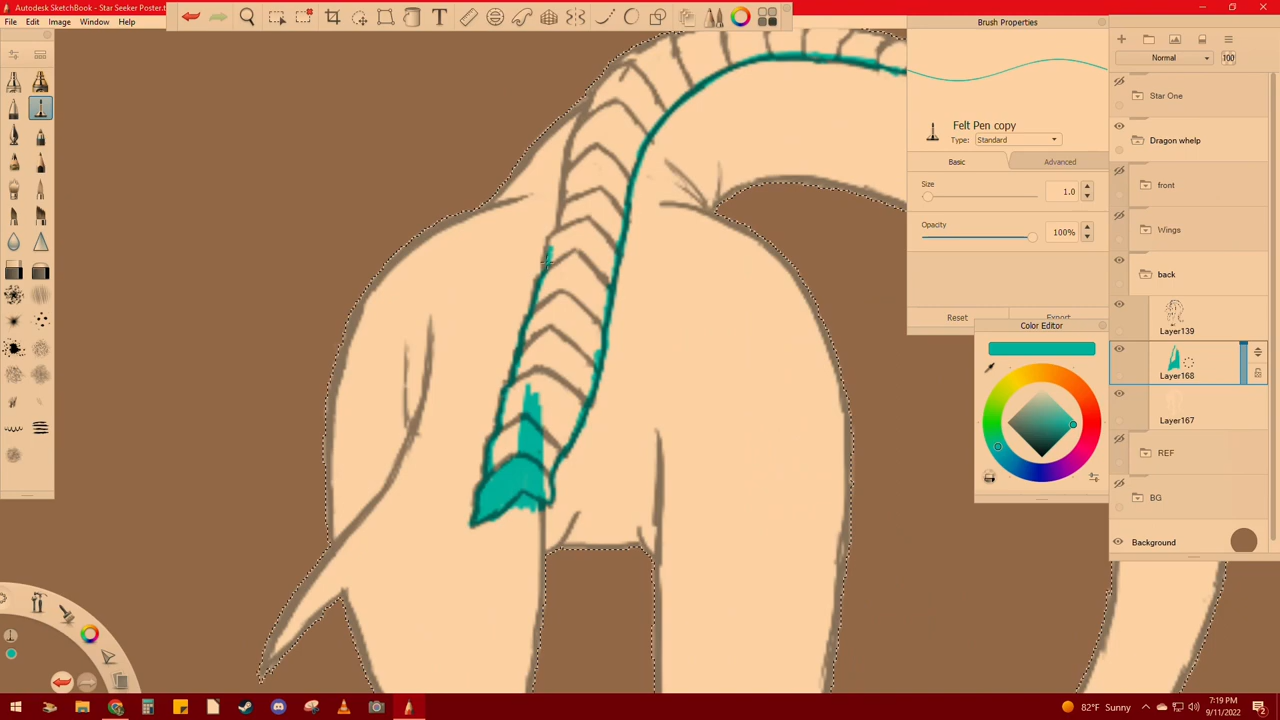 Autodesk SketchBook - Star Seeker Poster.t
File Edit Image Window Help
Brush Properties
Felt Pen copy
Type: Standard
Basic Advanced
Size 1.0
Opacity 100%
Reset Export
Color Editor
Normal 100
Star One
Dragon whelp
front
Wings
back
Layer139
Layer168
Layer167
REF
BG
Background
82°F Sunny
7:19 PM
9/11/2022
2